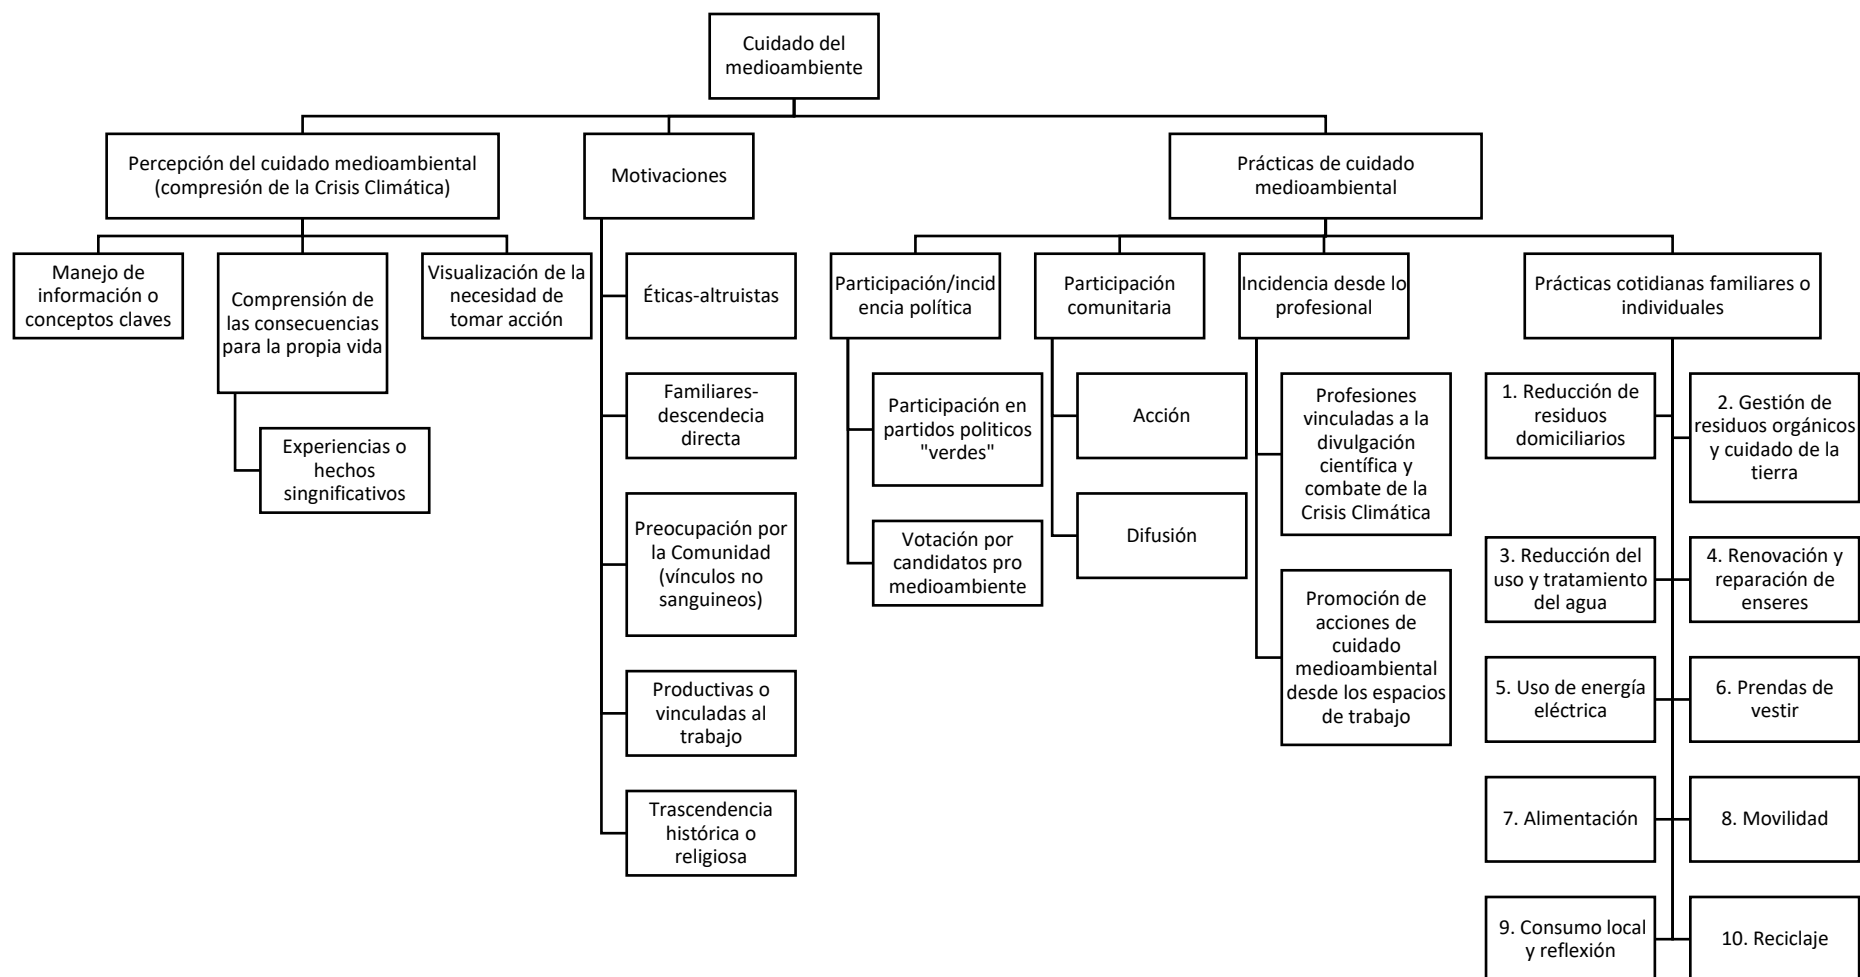 Cuidado del
medioambiente
Percepción del cuidado medioambiental
(compresión de la Crisis Climática)
Manejo de
información o
conceptos claves
Comprensión de
las consecuencias
para la propia vida
Experiencias o
hechos
singnificativos
Visualización de la
necesidad de
tomar acción
Motivaciones
Éticas-altruistas
Familiares-
descendecia
directa
Preocupación por
la Comunidad
(vínculos no
sanguineos)
Productivas o
vinculadas al
trabajo
Trascendencia
histórica o
religiosa
Prácticas de cuidado
medioambiental
Participación/incid
encia política
Participación en
partidos politicos
"verdes"
Votación por
candidatos pro
medioambiente
Participación
comunitaria
Acción
Difusión
Incidencia desde lo
profesional
Profesiones
vinculadas a la
divulgación
científica y
combate de la
Crisis Climática
Promoción de
acciones de
cuidado
medioambiental
desde los espacios
de trabajo
Prácticas cotidianas familiares o
individuales
1. Reducción de
residuos
domiciliarios
2. Gestión de
residuos orgánicos
y cuidado de la
tierra
3. Reducción del
uso y tratamiento
del agua
4. Renovación y
reparación de
enseres
5. Uso de energía
eléctrica
6. Prendas de
vestir
7. Alimentación
8. Movilidad
9. Consumo local
y reflexión
10. Reciclaje